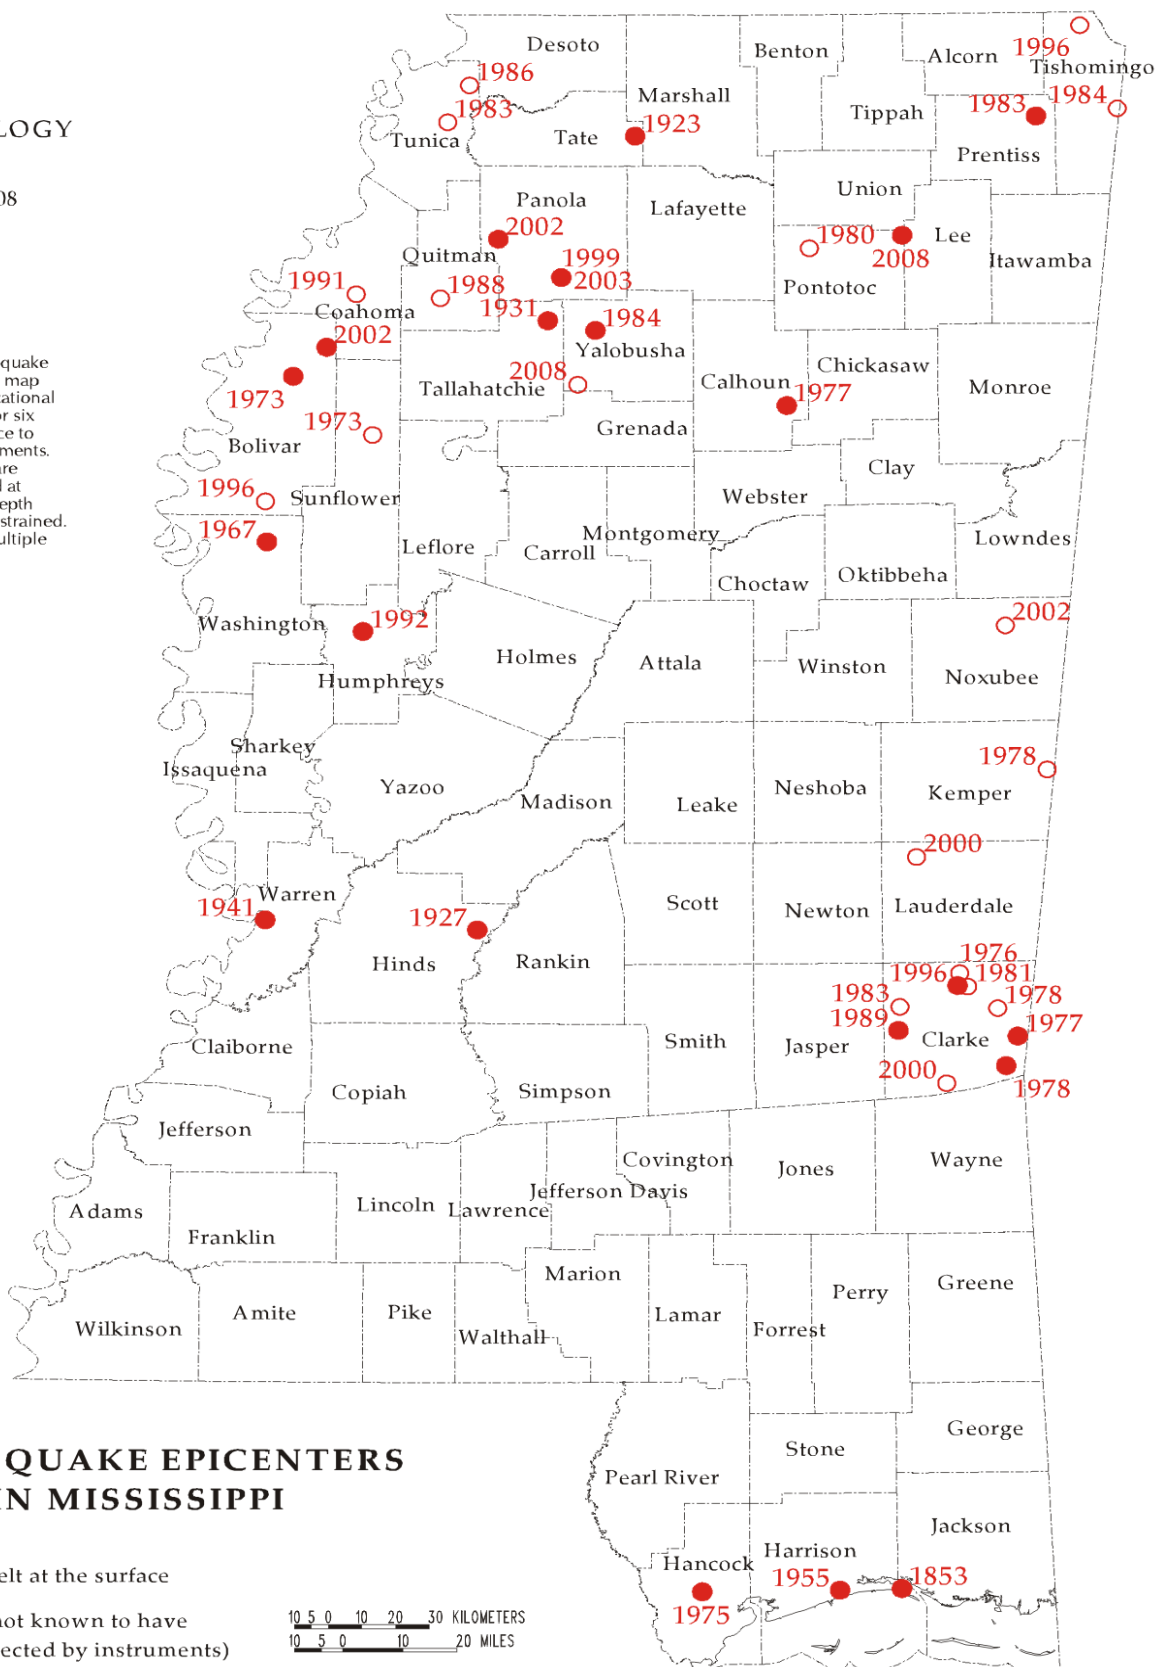 LOGY
08
quake
map
or six
ce to
ments.
are
d at
epth
strained.
ultiple
Desoto
Benton
Alcorn
1996
Tishomingo
1986
1983
Tunica
Marshall
1923
Tate
Tippah
1983
1984
Prentiss
Panola
Lafayette
Union
2002
Quitman
1999
2003
1980
2008
Lee
Itawamba
Pontotoc
1991
Coahoma
1988
1931
1984
Yalobusha
2002
1973
Tallahatchie
2008
Calhoun
1977
Chickasaw
Monroe
Bolivar
1973
Grenada
Clay
1996
Sunflower
Webster
1967
Leflore
Carroll
Montgomery
Lowndes
Choctaw
Oktibbeha
Washington
1992
2002
Holmes
Attala
Winston
Noxubee
Humphreys
Sharkey
Issaquena
Yazoo
Madison
Leake
Neshoba
1978
Kemper
2000
Warren
1941
1927
Scott
Newton
Lauderdale
Hinds
Rankin
1976
1996
1981
1983
1978
1989
Clarke
1977
Claiborne
Smith
Jasper
2000
1978
Copiah
Simpson
Jefferson
Covington
Jones
Wayne
Adams
Lincoln
Lawrence
Jefferson Davis
Franklin
Marion
Greene
Perry
Wilkinson
Amite
Pike
Walthall
Lamar
Forrest
George
QUAKE EPICENTERS
IN MISSISSIPPI
Stone
Pearl River
Jackson
Hancock
Harrison
1975
1955
1853
elt at the surface
not known to have
ected by instruments)
10 5 0 10 20 30 KILOMETERS
10 5 0 10 20 MILES